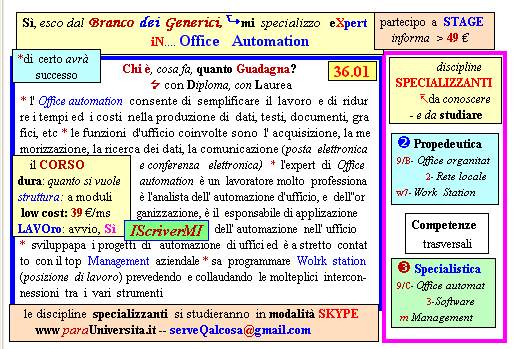 Sì, esco dal Branco dei Generici, mi specializzo eXpert
iN.... Office Automation
partecipo a STAGE
informa > 49 €
*di certo avrà
successo
Chi è, cosa fa, quanto Guadagna?
con Diploma, con Laurea
36.01
* l' Office automation consente di semplificare il lavoro e di ridur
re i tempi ed i costi nella produzione di dati, testi, documenti, gra
fici, etc * le funzioni d'ufficio coinvolte sono l' acquisizione, la me
morizzazione, la ricerca dei dati, la comunicazione (posta elettronica
e conferenza elettronica) * l'expert di Office
automation è un lavoratore molto professiona
è l'analista dell' automazione d'ufficio, e dell"or
ganizzazione, è il esponsabile di applicazione
dell' automazione nell' ufficio
il CORSO
dura: quanto si vuole
struttura: a moduli
low cost: 39 €/ms
LAVOro: avvio, Sì
IScriverMI
* sviluppapa i progetti di automazione di uffici ed è a stretto contat
to con il top Management aziendale * sa programmare Wolrk station
(posizione di lavoro) prevedendo e collaudando le molteplici intercon-
nessioni tra i vari strumenti
le discline specializzanti si studieranno in modalità SKYPE
www.paraUniversita.it -- serveQalcosa@gmail.com
discipline
SPECIALIZZANTI
da conoscere
- e da studiare
2 Propedeutica
9/B- Office organitat
2- Rete locale
w7- Work Station
Competenze
trasversali
3 Specialistica
9/C- Office automat
3-Software
m Management